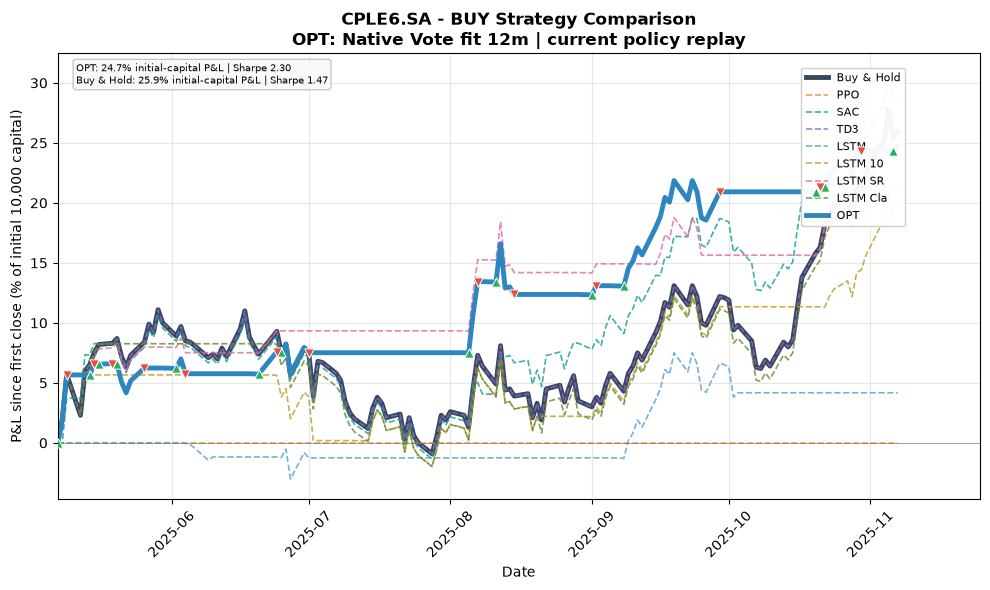 CPLE6.SA - BUY Strategy Comparison
OPT: Native Vote fit 12m | current policy replay
OPT: 24.7% initial-capital P&L | Sharpe 2.30
Buy & Hold: 25.9% initial-capital P&L | Sharpe 1.47
Buy & Hold
PPO
SAC
TD3
LSTM
LSTM 10
LSTM SR
LSTM Cla
OPT
P&L since first close (% of initial 10,000 capital)
30
25
20
15
10
5
0
2025-06
2025-07
2025-08
2025-09
2025-10
2025-11
Date